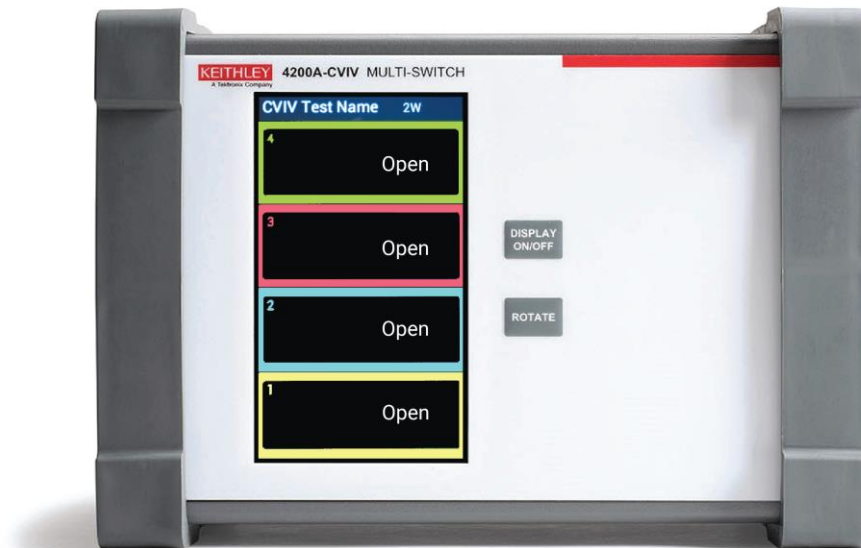 KEITHLEY 4200A-CVIV MULTI-SWITCH
A Tektronix Company
CVIV Test Name 2W
4
Open
3
Open
2
Open
1
Open
DISPLAY
ON/OFF
ROTATE